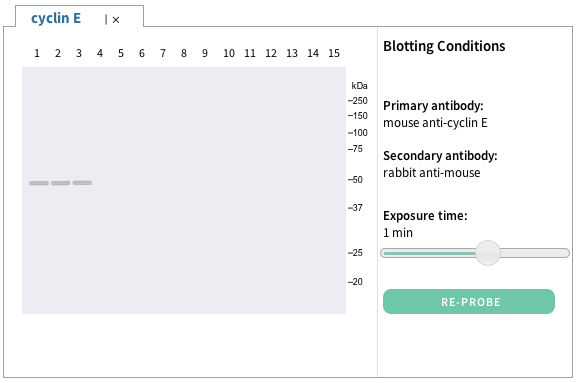 cyclin E | ×
1 2 3 4 5 6 7 8 9 10 11 12 13 14 15
kDa
–250
–150
–100
–75
–50
–37
–25
–20
Blotting Conditions
Primary antibody:
mouse anti-cyclin E
Secondary antibody:
rabbit anti-mouse
Exposure time:
1 min
RE-PROBE